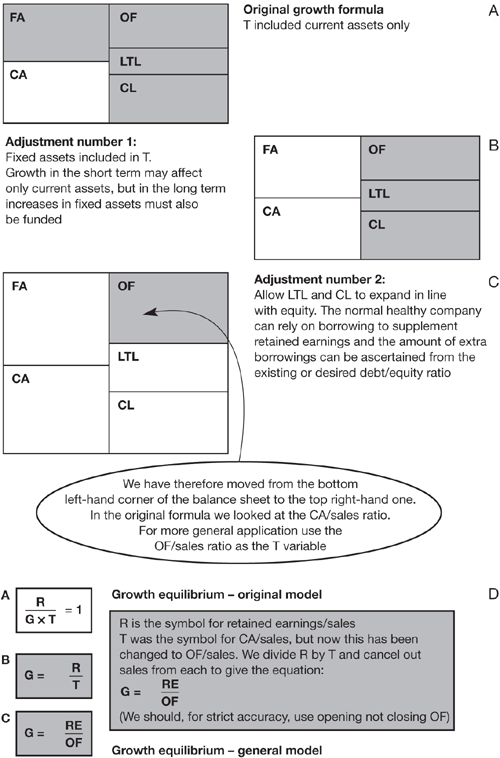 FA
OF
LTL
CA
CL
Original growth formula
A
T included current assets only
Adjustment number 1:
Fixed assets included in T.
Growth in the short term may affect
only current assets, but in the long term
increases in fixed assets must also
be funded
B
FA
OF
LTL
CA
CL
FA
OF
LTL
CA
CL
Adjustment number 2:
C
Allow LTL and CL to expand in line
with equity. The normal healthy company
can rely on borrowing to supplement
retained earnings and the amount of extra
borrowings can be ascertained from the
existing or desired debt/equity ratio
We have therefore moved from the bottom
left-hand corner of the balance sheet to the top right-hand one.
In the original formula we looked at the CA/sales ratio.
For more general application use the
OF/sales ratio as the T variable
A
R
G × T
= 1
B
G =
R
T
C
G =
RE
OF
Growth equilibrium – original model
D
R is the symbol for retained earnings/sales
T was the symbol for CA/sales, but now this has been
changed to OF/sales. We divide R by T and cancel out
sales from each to give the equation:
G =
RE
OF
(We should, for strict accuracy, use opening not closing OF)
Growth equilibrium – general model